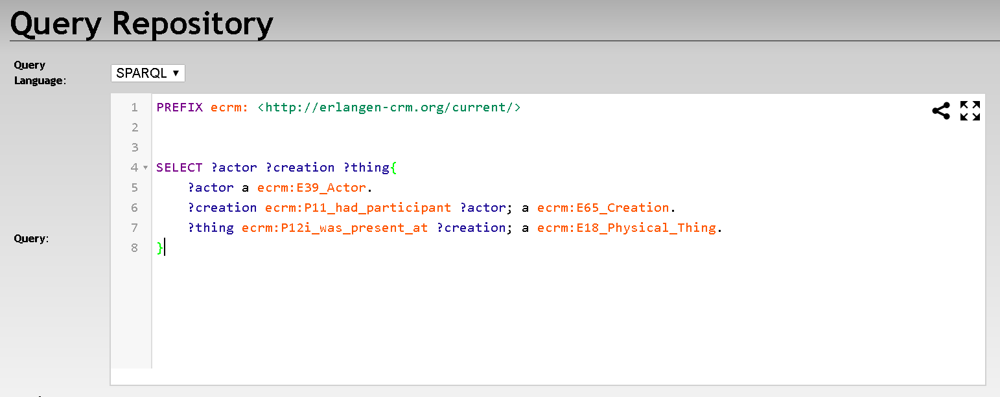 Query Repository
Query
Language:
SPARQL ▼
1 PREFIX ecrm: <http://erlangen-crm.org/current/>
2
3
4 SELECT ?actor ?creation ?thing{
5 ?actor a ecrm:E39_Actor.
6 ?creation ecrm:P11_had_participant ?actor; a ecrm:E65_Creation.
7 ?thing ecrm:P12i_was_present_at ?creation; a ecrm:E18_Physical_Thing.
Query:
8 }